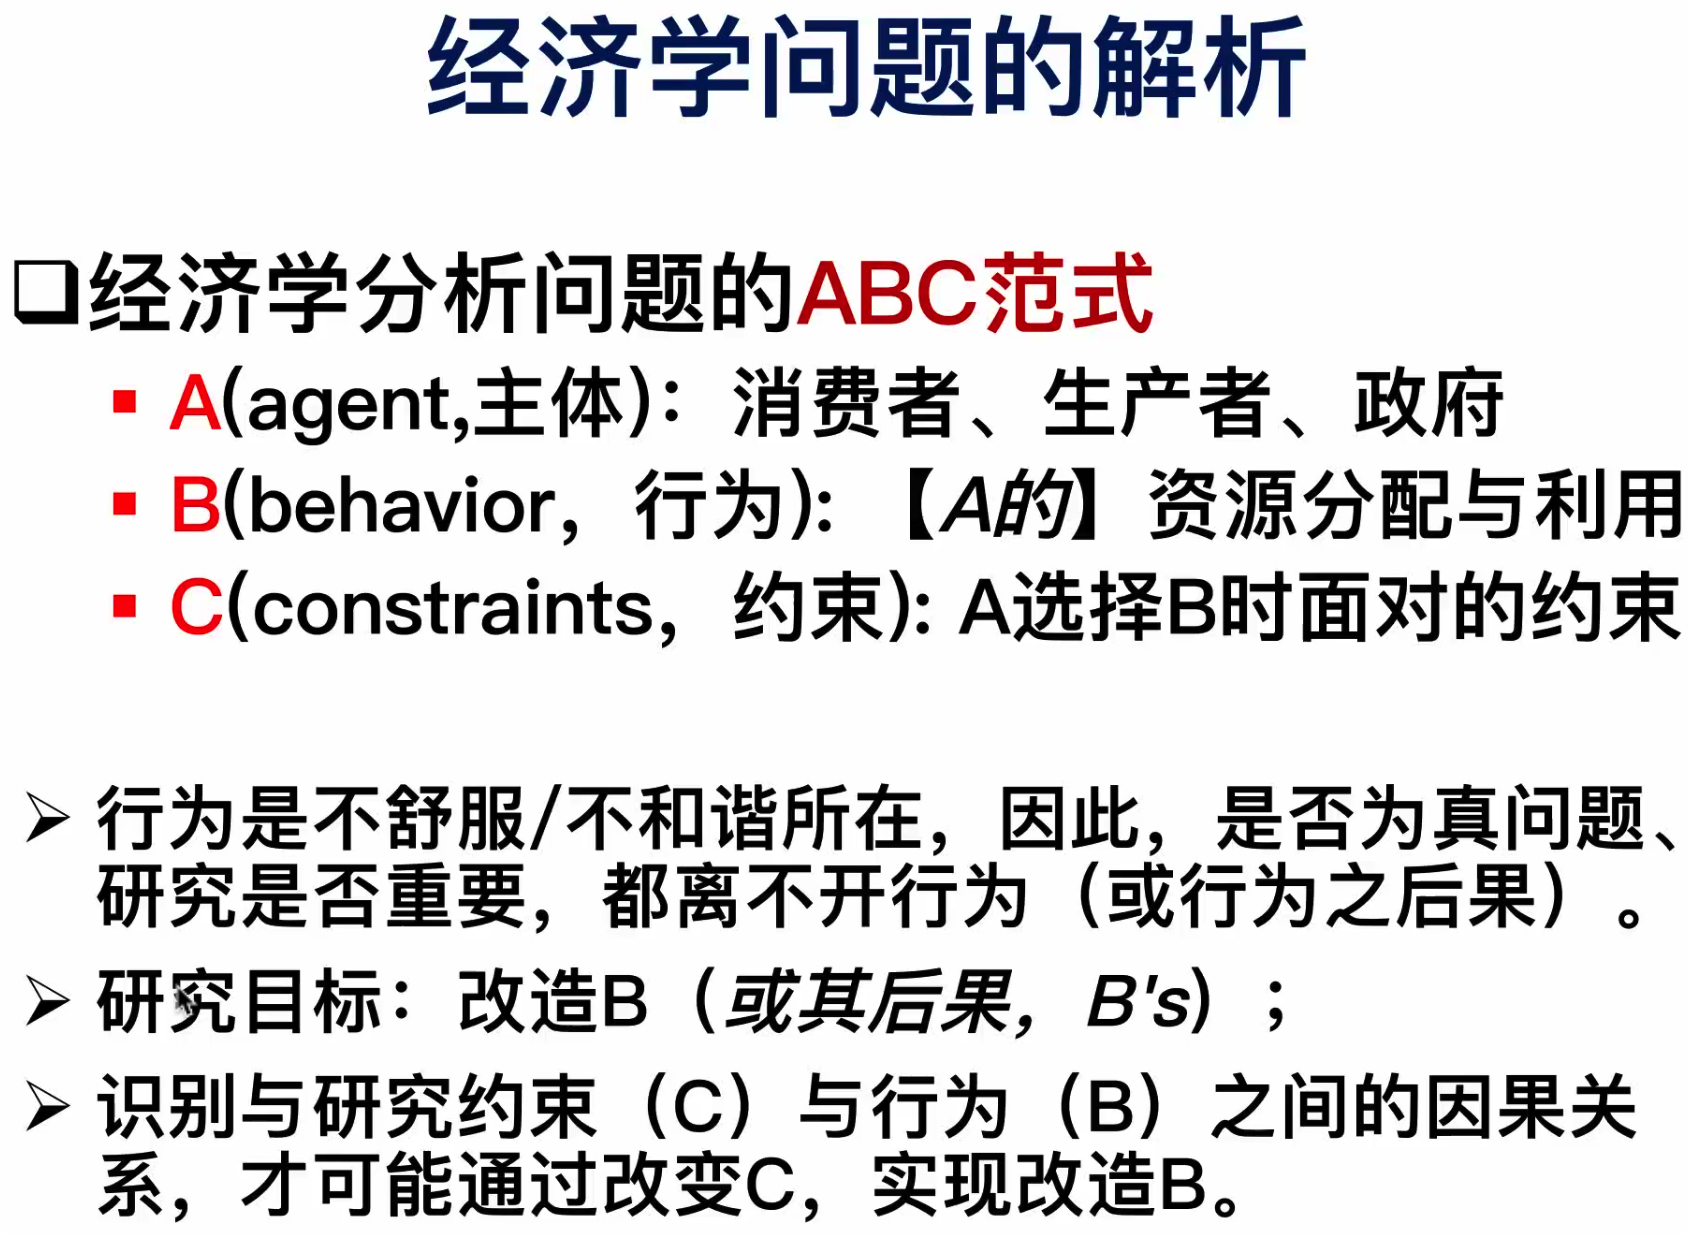 经济学问题的解析
❑经济学分析问题的ABC范式
▪ A(agent,主体)：消费者、生产者、政府
▪ B(behavior，行为):【A的】资源分配与利用
▪ C(constraints，约束): A选择B时面对的约束
➢ 行为是不舒服/不和谐所在，因此，是否为真问题、
研究是否重要，都离不开行为（或行为之后果）。
➢ 研究目标：改造B（或其后果，B's）；
➢ 识别与研究约束（C）与行为（B）之间的因果关
系，才可能通过改变C，实现改造B。